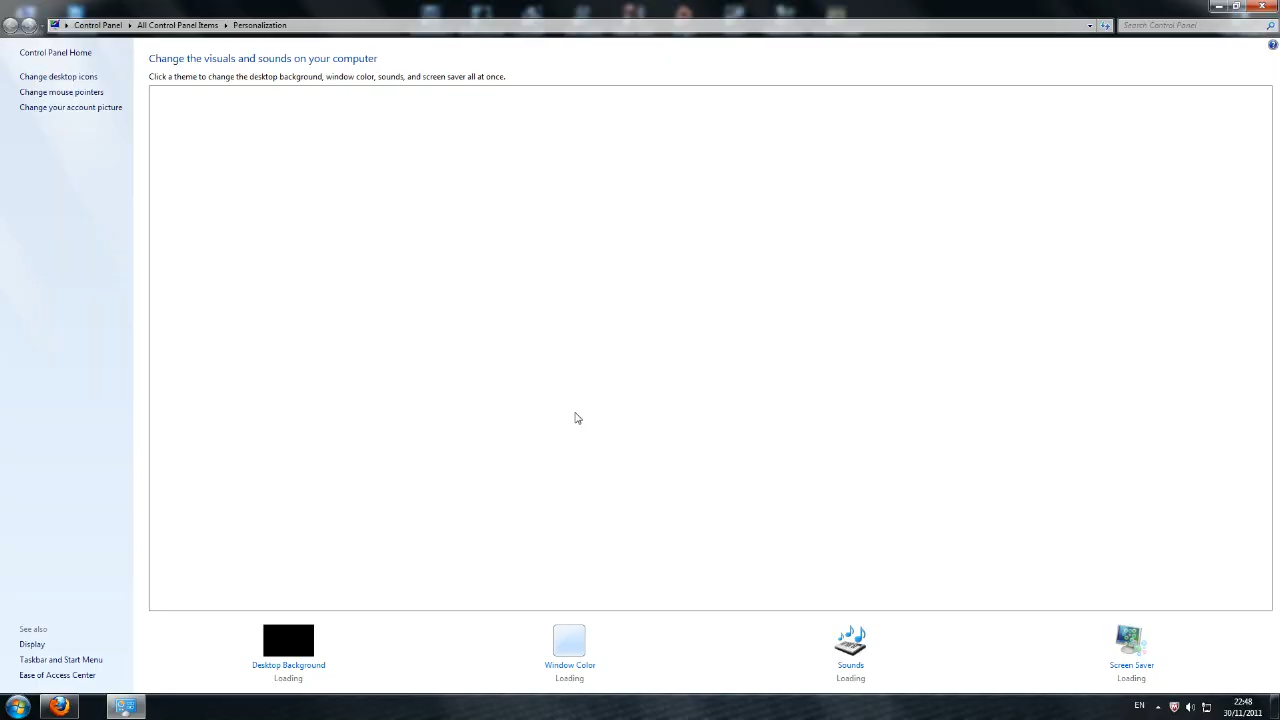 Control Panel
All Control Panel Items
Personalization
Search Control Panel
Control Panel Home
Change desktop icons
Change mouse pointers
Change your account picture
Change the visuals and sounds on your computer
Click a theme to change the desktop background, window color, sounds, and screen saver all at once.
See also
Display
Taskbar and Start Menu
Ease of Access Center
Desktop Background
Loading
Window Color
Loading
Sounds
Loading
Screen Saver
Loading
EN
22:48
30/11/2011